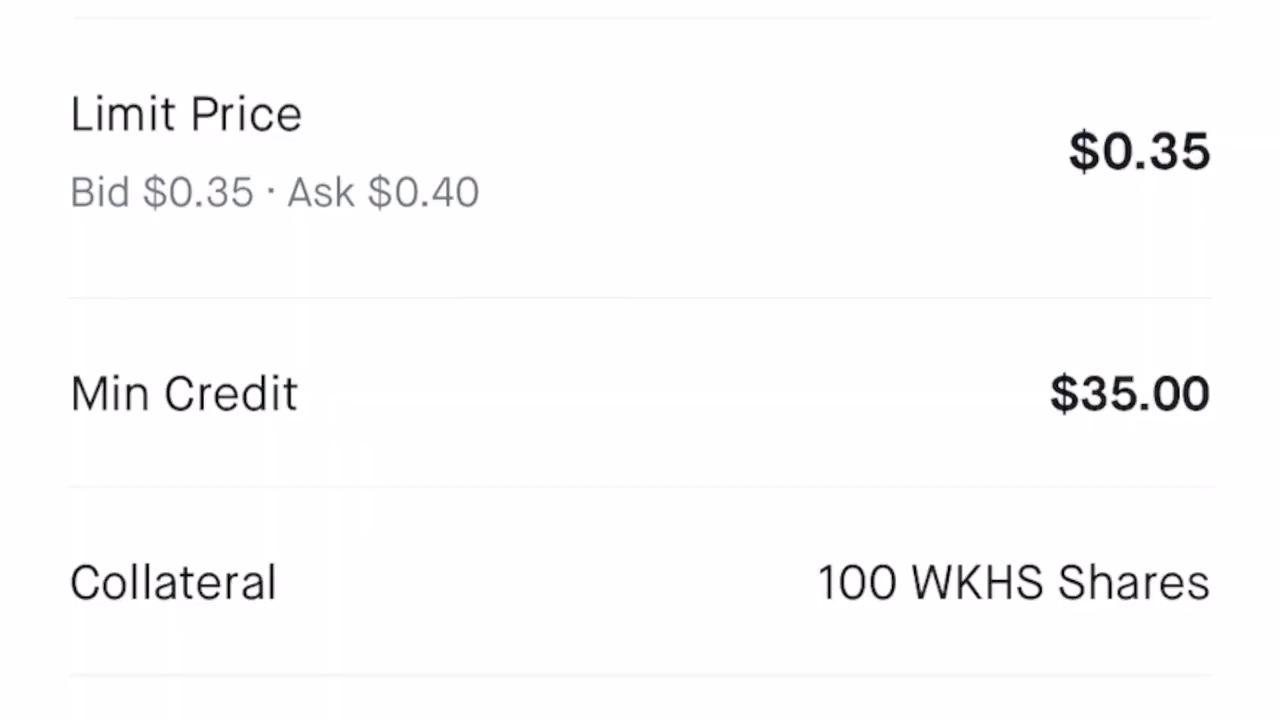 Limit Price
$0.35
Bid $0.35 · Ask $0.40
Min Credit
$35.00
Collateral
100 WKHS Shares